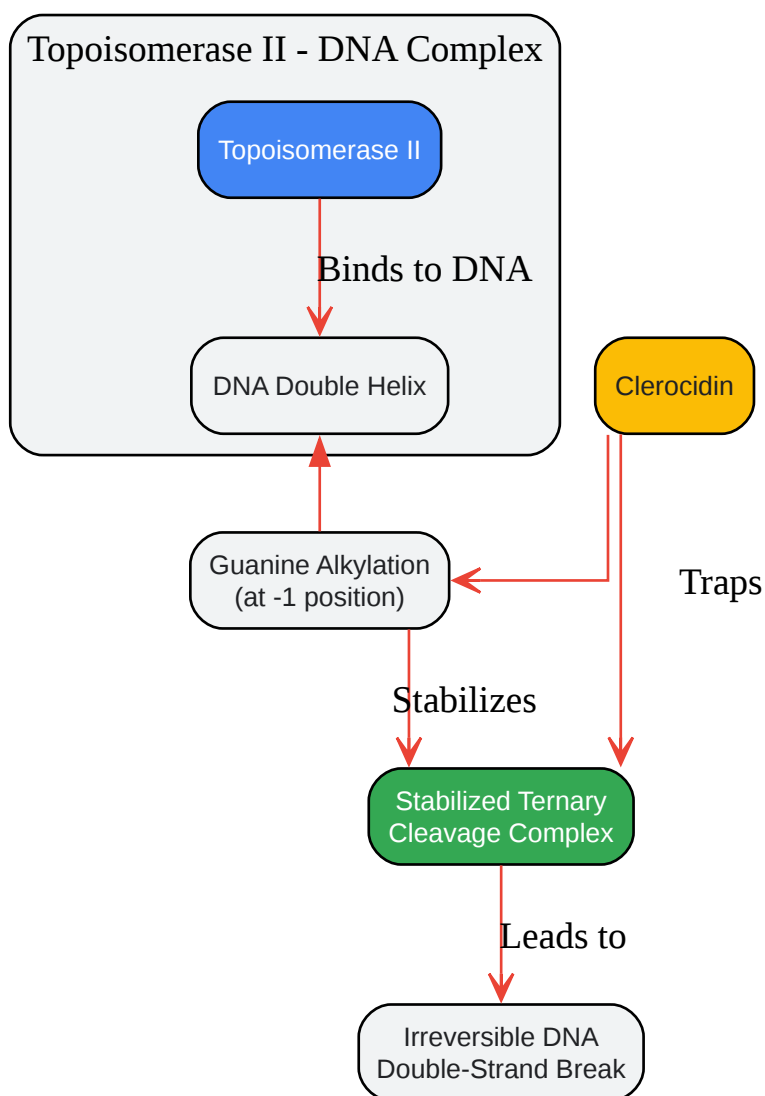 Topoisomerase II - DNA Complex
Topoisomerase II
Binds to DNA
DNA Double Helix
Clerocidin
Guanine Alkylation
(at -1 position)
Traps
Stabilizes
Stabilized Ternary
Cleavage Complex
Leads to
Irreversible DNA
Double-Strand Break